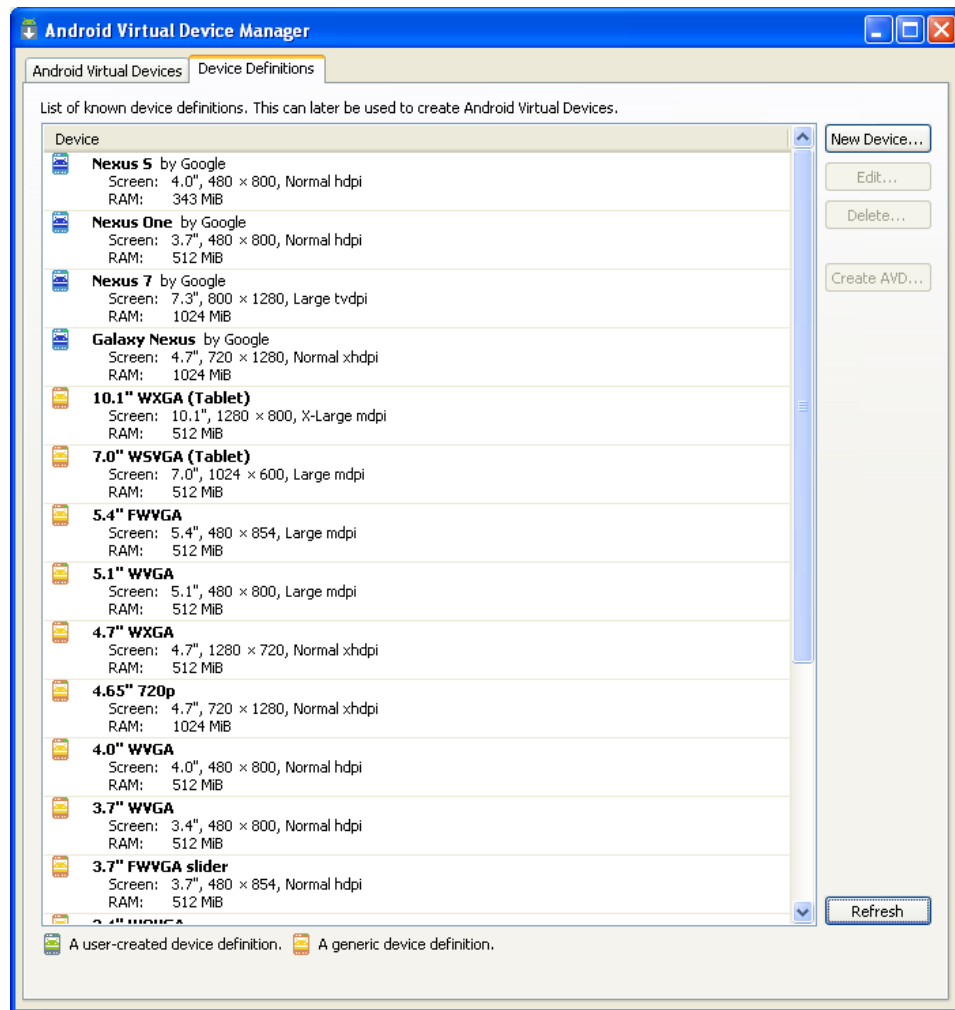 Android Virtual Device Manager
Android Virtual Devices
Device Definitions
List of known device definitions. This can later be used to create Android Virtual Devices.
Device
Nexus S by Google
Screen: 4.0", 480 × 800, Normal hdpi
RAM: 343 MiB
Nexus One by Google
Screen: 3.7", 480 × 800, Normal hdpi
RAM: 512 MiB
Nexus 7 by Google
Screen: 7.3", 800 × 1280, Large tvdpi
RAM: 1024 MiB
Galaxy Nexus by Google
Screen: 4.7", 720 × 1280, Normal xhdpi
RAM: 1024 MiB
10.1" WXGA (Tablet)
Screen: 10.1", 1280 × 800, X-Large mdpi
RAM: 512 MiB
7.0" WSVGA (Tablet)
Screen: 7.0", 1024 × 600, Large mdpi
RAM: 512 MiB
5.4" FWVGA
Screen: 5.4", 480 × 854, Large mdpi
RAM: 512 MiB
5.1" WVGA
Screen: 5.1", 480 × 800, Large mdpi
RAM: 512 MiB
4.7" WXGA
Screen: 4.7", 1280 × 720, Normal xhdpi
RAM: 512 MiB
4.65" 720p
Screen: 4.7", 720 × 1280, Normal xhdpi
RAM: 1024 MiB
4.0" WVGA
Screen: 4.0", 480 × 800, Normal hdpi
RAM: 512 MiB
3.7" WVGA
Screen: 3.4", 480 × 800, Normal hdpi
RAM: 512 MiB
3.7" FWVGA slider
Screen: 3.7", 480 × 854, Normal hdpi
RAM: 512 MiB
New Device...
Edit...
Delete...
Create AVD...
Refresh
A user-created device definition.
A generic device definition.